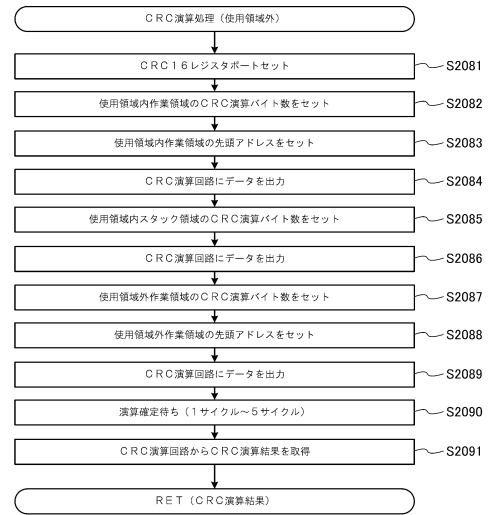 CRC演算処理（使用領域外）
CRC16レジスタポートセット S2081
使用領域内作業領域のCRC演算バイト数をセット S2082
使用領域内作業領域の先頭アドレスをセット S2083
CRC演算回路にデータを出力 S2084
使用領域内スタック領域のCRC演算バイト数をセット S2085
CRC演算回路にデータを出力 S2086
使用領域外作業領域のCRC演算バイト数をセット S2087
使用領域外作業領域の先頭アドレスをセット S2088
CRC演算回路にデータを出力 S2089
演算確定待ち（1サイクル～5サイクル） S2090
CRC演算回路からCRC演算結果を取得 S2091
RET（CRC演算結果）